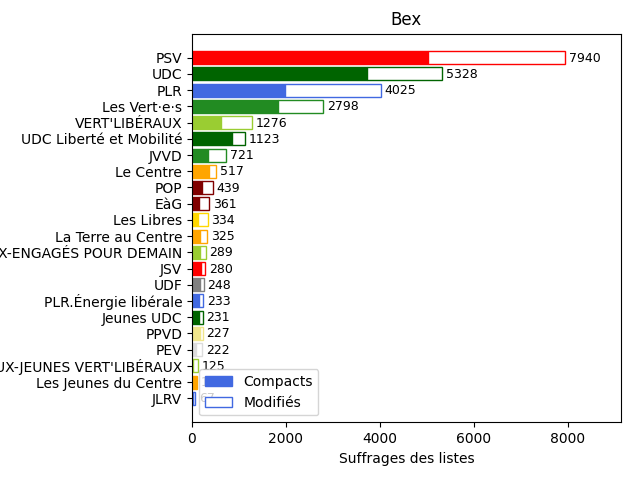 Bex
PSV 7940
UDC 5328
PLR 4025
Les Vert·e·s 2798
VERT'LIBÉRAUX 1276
UDC Liberté et Mobilité 1123
JVVD 721
Le Centre 517
POP 439
EàG 361
Les Libres 334
La Terre au Centre 325
X-ENGAGÉS POUR DEMAIN 289
JSV 280
UDF 248
PLR.Énergie libérale 233
Jeunes UDC 231
PPVD 227
PEV 222
UX-JEUNES VERT'LIBÉRAUX 125
Les Jeunes du Centre
JLRV
Compacts
Modifiés
0 2000 4000 6000 8000
Suffrages des listes